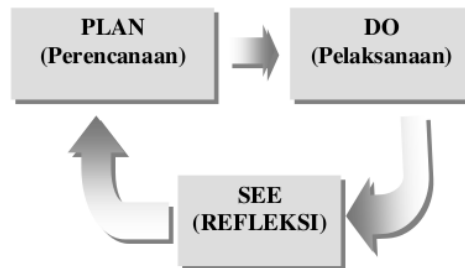 PLAN
(Perencanaan)
DO
(Pelaksanaan)
SEE
(REFLEKSI)